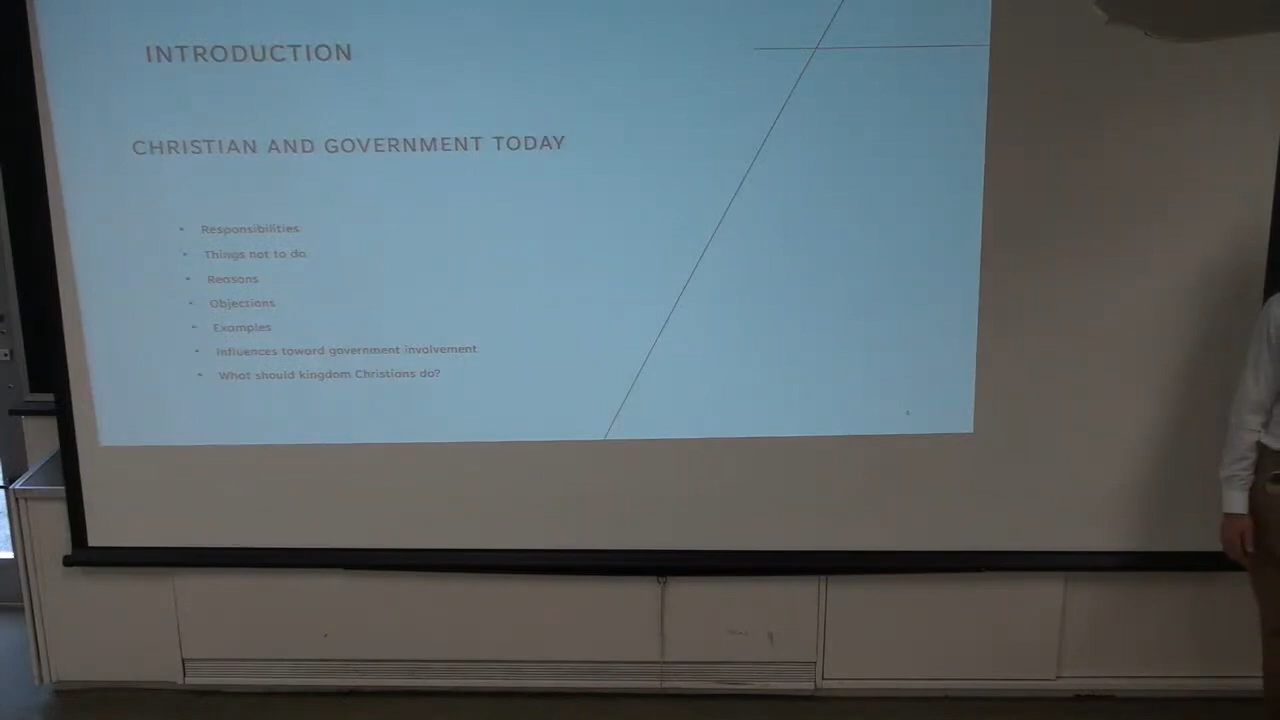 INTRODUCTION
CHRISTIAN AND GOVERNMENT TODAY
• Responsibilities
• Things not to do
• Reasons
• Objections
• Examples
• Influences toward government involvement
• What should kingdom Christians do?